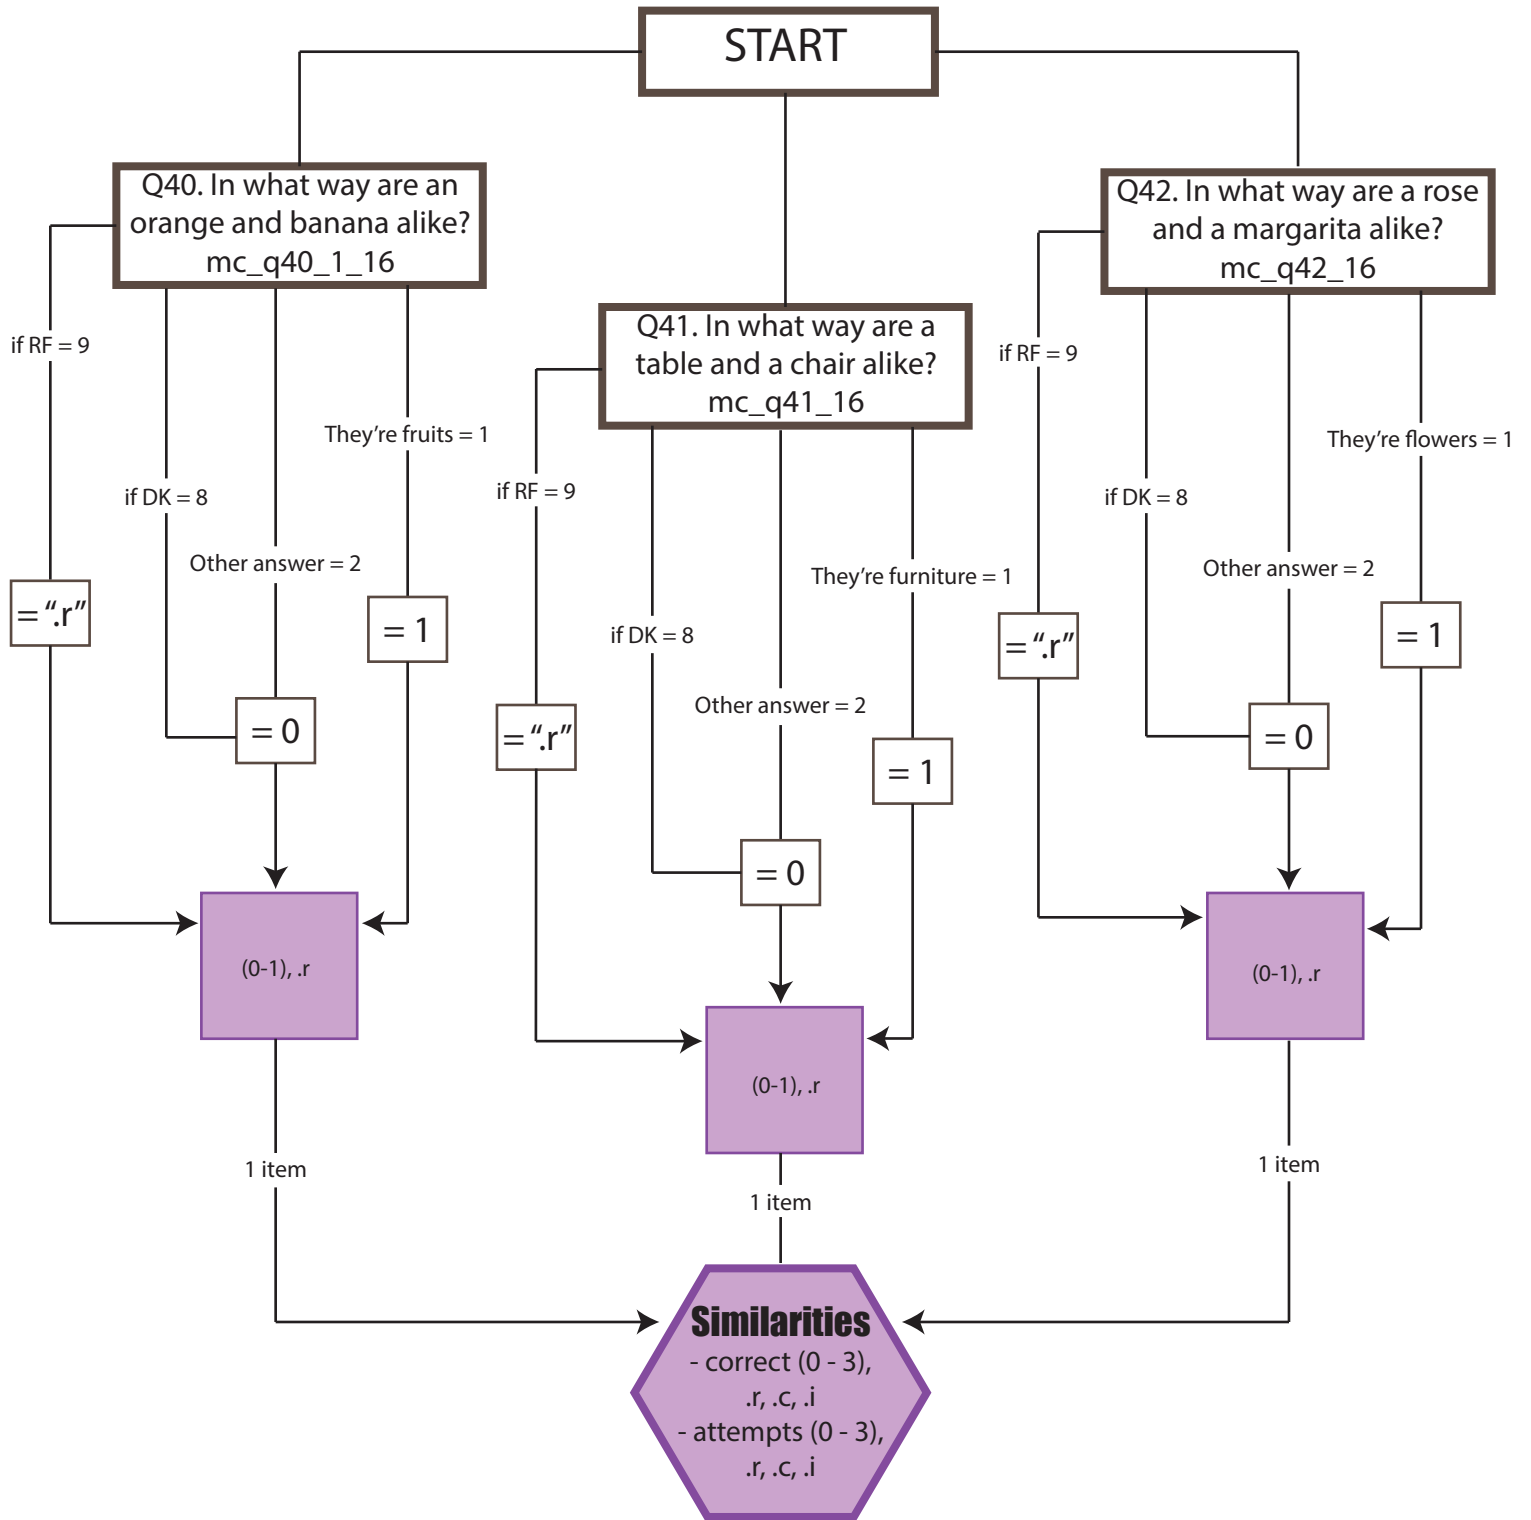 START
Q40. In what way are an
orange and banana alike?
mc_q40_1_16
if RF = 9
if DK = 8
Other answer = 2
They’re fruits = 1
= “.r”
= 0
= 1
(0-1), .r
1 item
Q41. In what way are a
table and a chair alike?
mc_q41_16
if RF = 9
if DK = 8
Other answer = 2
They’re furniture = 1
= “.r”
= 0
= 1
(0-1), .r
1 item
Q42. In what way are a rose
and a margarita alike?
mc_q42_16
if RF = 9
if DK = 8
Other answer = 2
They’re flowers = 1
= “.r”
= 0
= 1
(0-1), .r
1 item
Similarities
- correct (0 - 3),
.r, .c, .i
- attempts (0 - 3),
.r, .c, .i